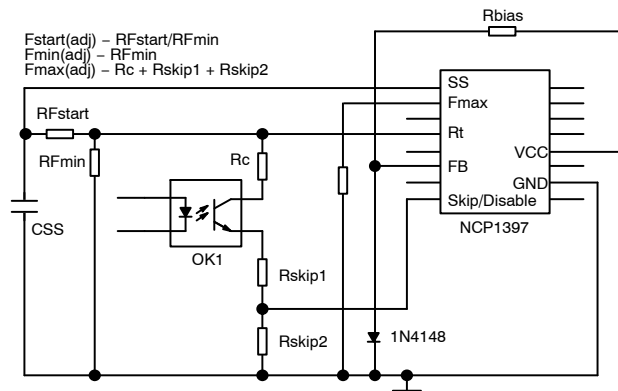 Rbias
Fstart(adj) – RFstart/RFmin
Fmin(adj) – RFmin
Fmax(adj) – Rc + Rskip1 + Rskip2
SS
Fmax
RFstart
Rt
RFmin
Rc
VCC
FB
GND
Skip/Disable
CSS
NCP1397
OK1
Rskip1
Rskip2
1N4148